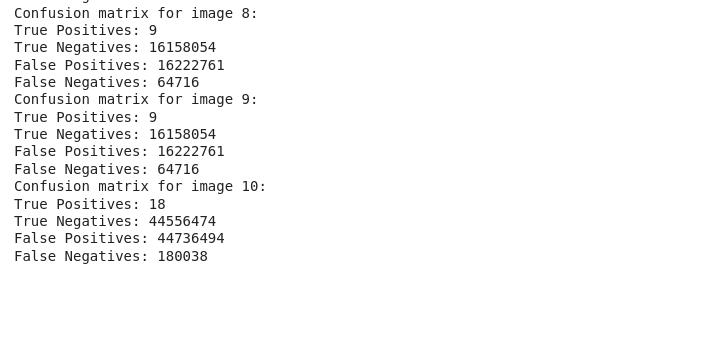 Confusion matrix for image 8:
True Positives: 9
True Negatives: 16158054
False Positives: 16222761
False Negatives: 64716
Confusion matrix for image 9:
True Positives: 9
True Negatives: 16158054
False Positives: 16222761
False Negatives: 64716
Confusion matrix for image 10:
True Positives: 18
True Negatives: 44556474
False Positives: 44736494
False Negatives: 180038